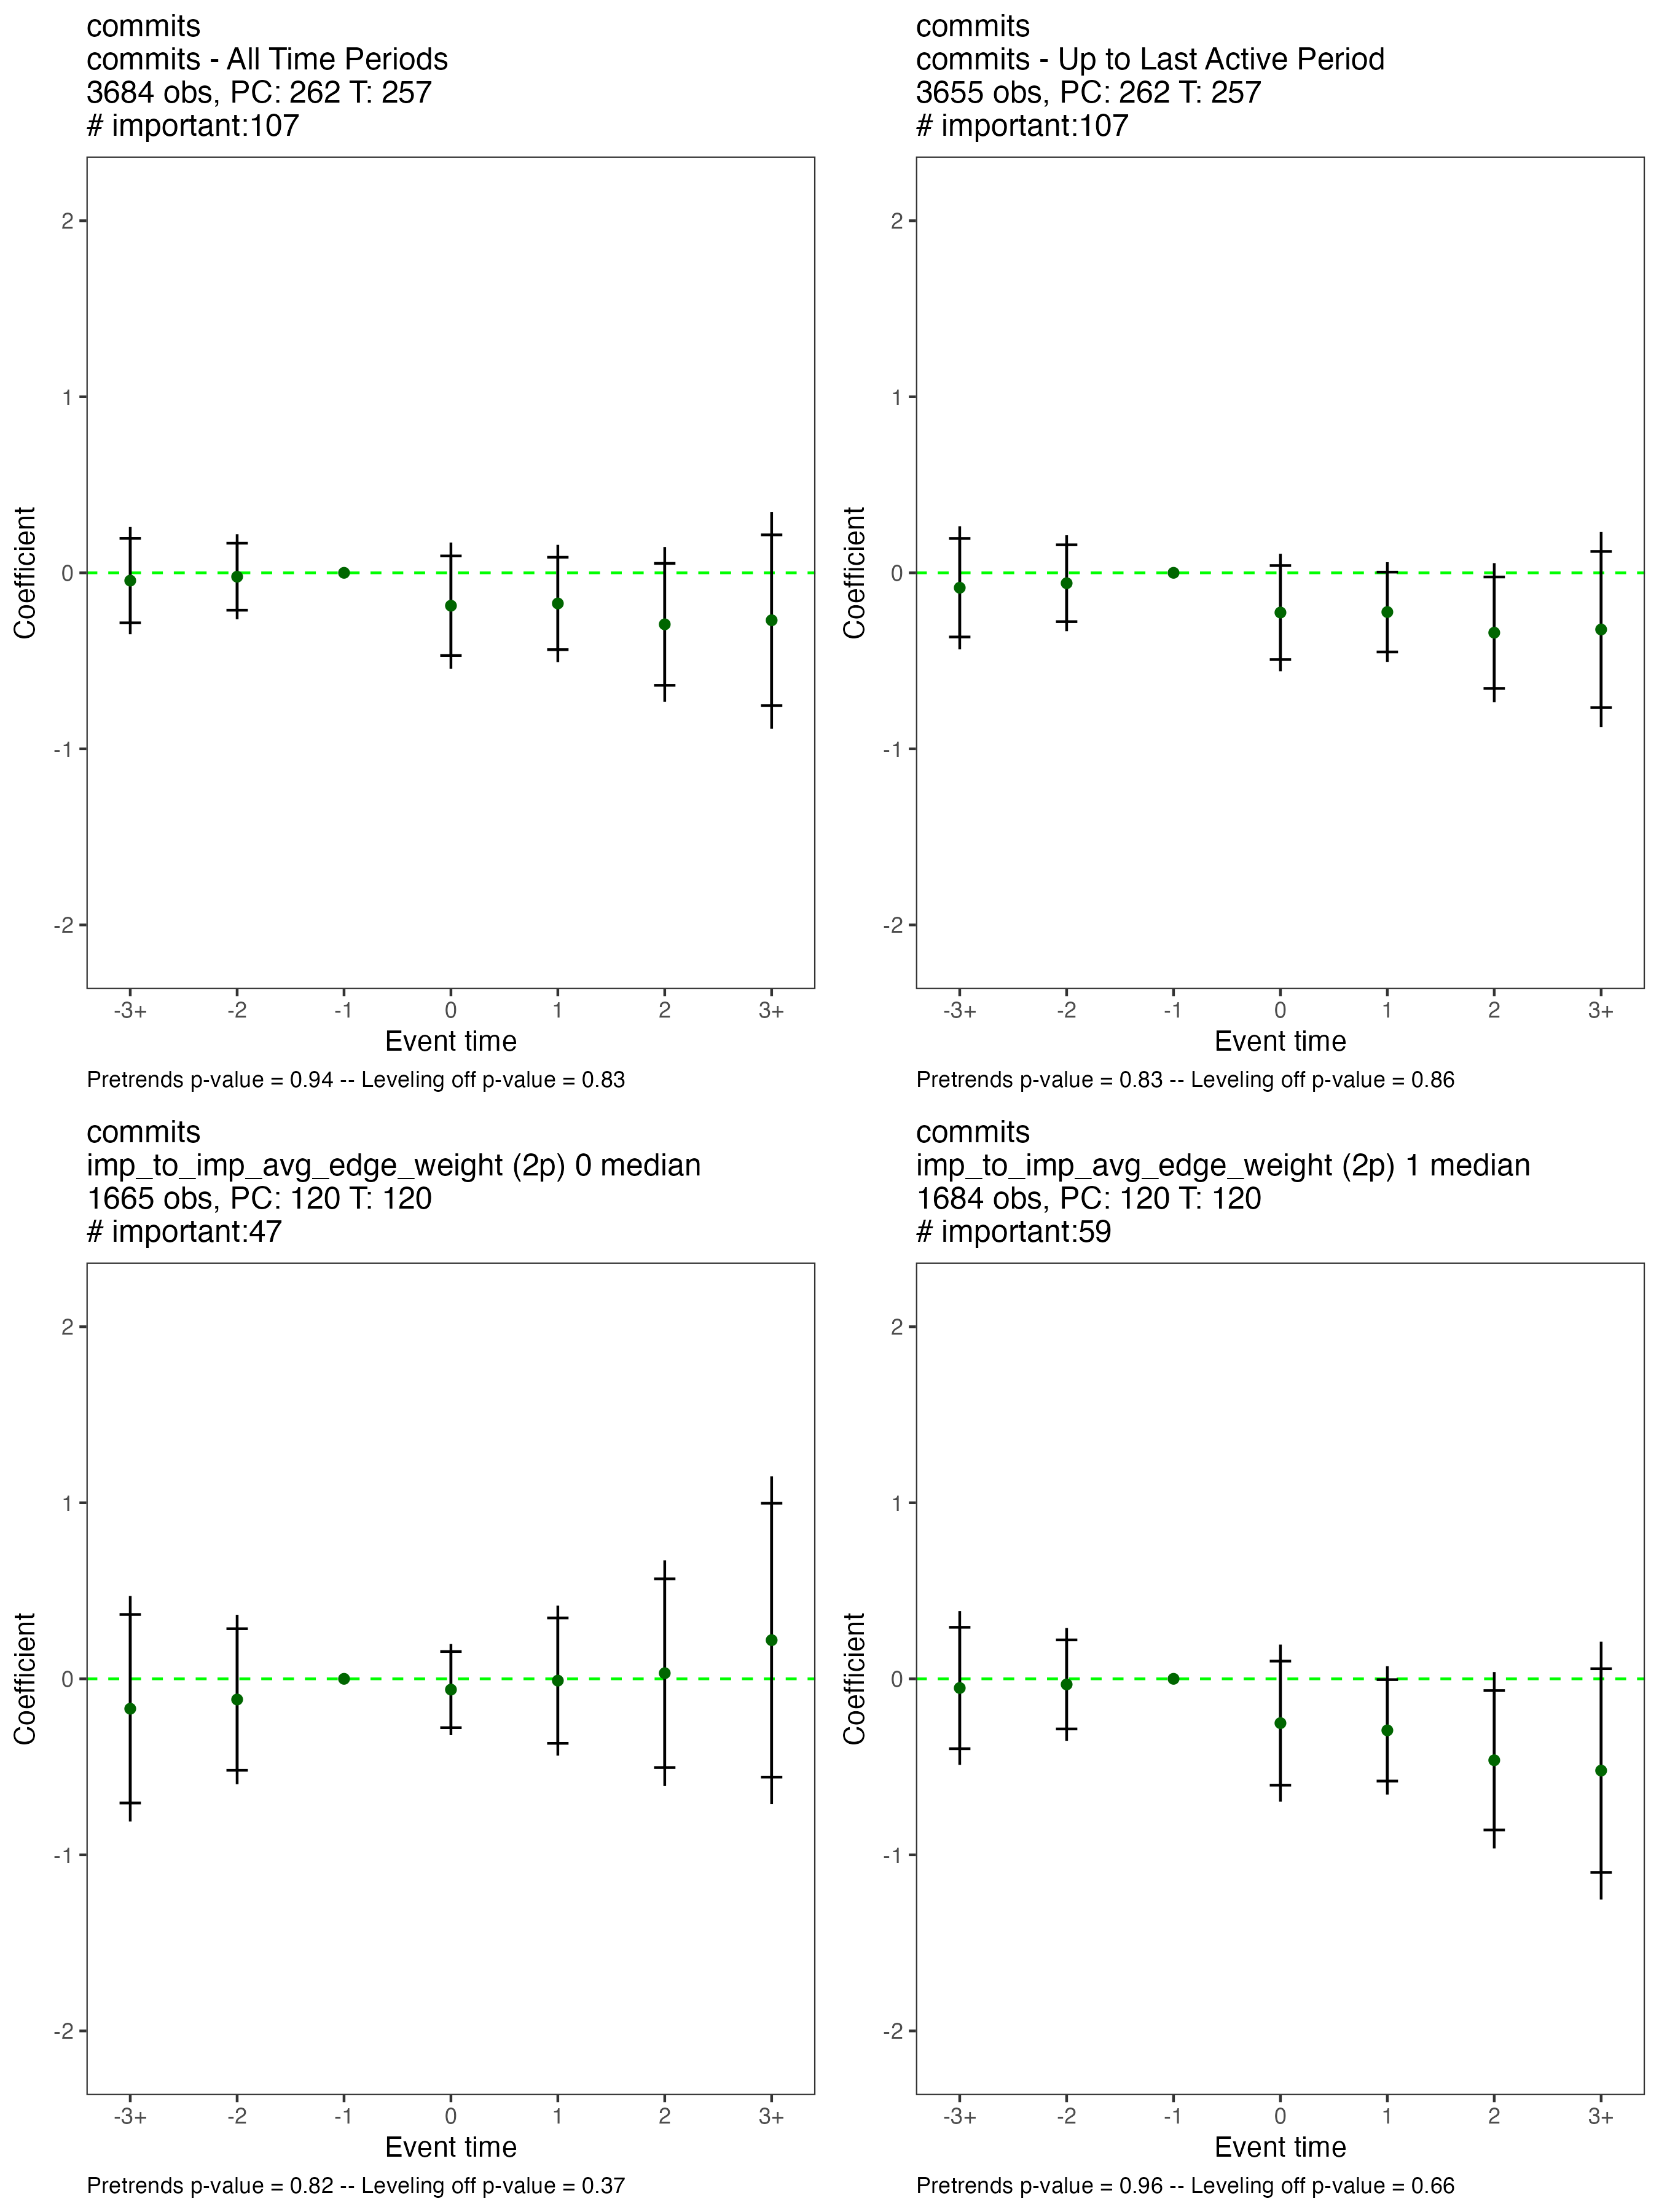 commits
commits - All Time Periods
3684 obs, PC: 262 T: 257
# important:107
2
1
0
-1
-2
Coefficient
-3+ -2 -1 0 1 2 3+
Event time
Pretrends p-value = 0.94 -- Leveling off p-value = 0.83
commits
commits - Up to Last Active Period
3655 obs, PC: 262 T: 257
# important:107
2
1
0
-1
-2
Coefficient
-3+ -2 -1 0 1 2 3+
Event time
Pretrends p-value = 0.83 -- Leveling off p-value = 0.86
commits
imp_to_imp_avg_edge_weight (2p) 0 median
1665 obs, PC: 120 T: 120
# important:47
2
1
0
-1
-2
Coefficient
-3+ -2 -1 0 1 2 3+
Event time
Pretrends p-value = 0.82 -- Leveling off p-value = 0.37
commits
imp_to_imp_avg_edge_weight (2p) 1 median
1684 obs, PC: 120 T: 120
# important:59
2
1
0
-1
-2
Coefficient
-3+ -2 -1 0 1 2 3+
Event time
Pretrends p-value = 0.96 -- Leveling off p-value = 0.66